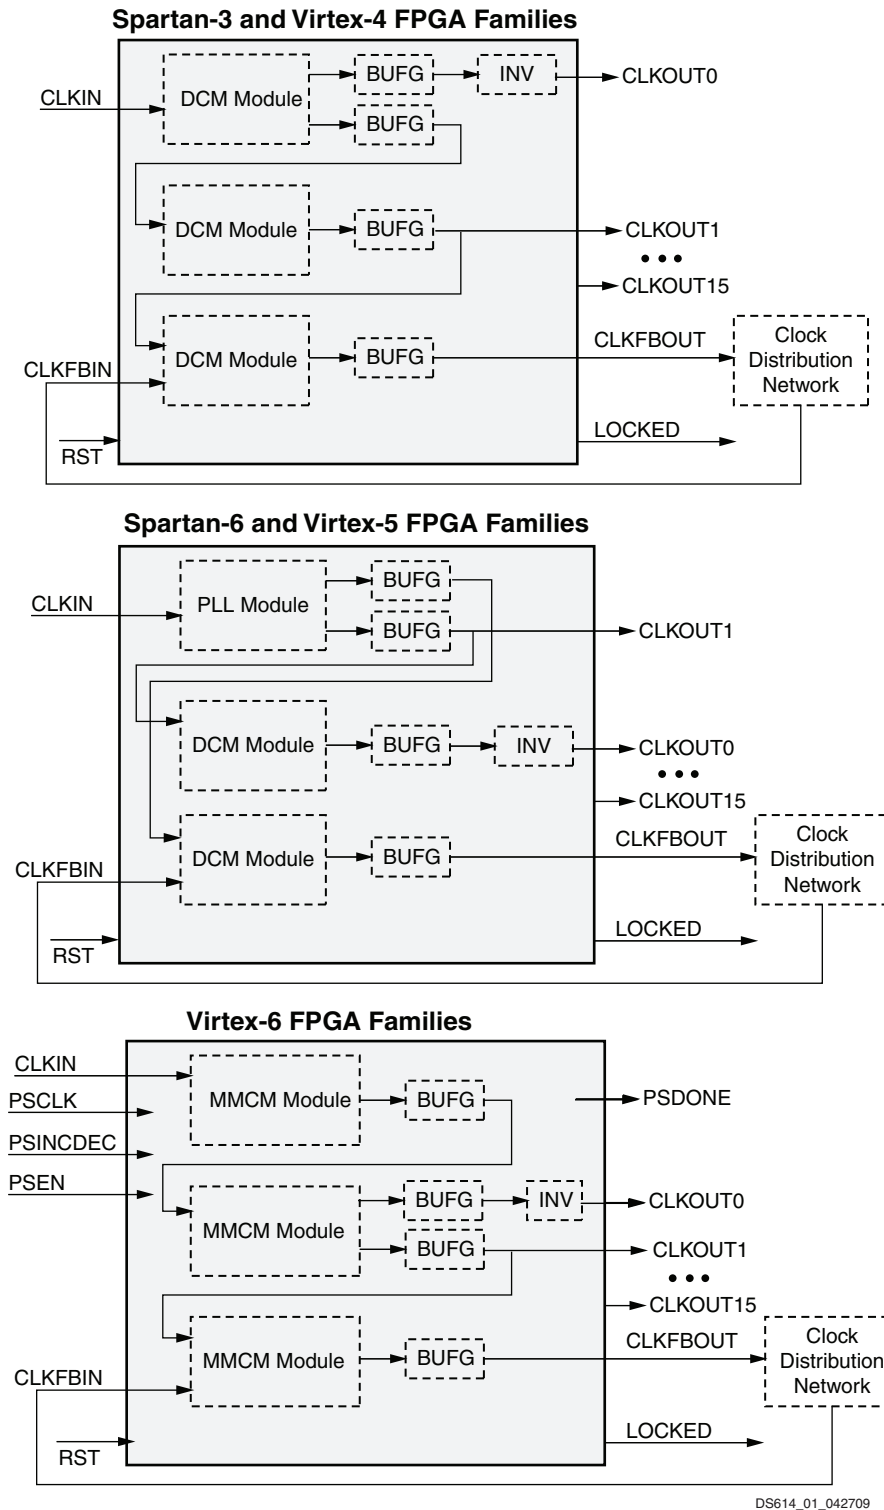 Spartan-3 and Virtex-4 FPGA Families
CLKIN
DCM Module
BUFG
INV
CLKOUT0
BUFG
DCM Module
BUFG
CLKOUT1
CLKOUT15
CLKFBIN
DCM Module
BUFG
CLKFBOUT
Clock
Distribution
Network
RST
LOCKED
Spartan-6 and Virtex-5 FPGA Families
CLKIN
PLL Module
BUFG
BUFG
CLKOUT1
DCM Module
BUFG
INV
CLKOUT0
CLKOUT15
CLKFBIN
DCM Module
BUFG
CLKFBOUT
Clock
Distribution
Network
RST
LOCKED
Virtex-6 FPGA Families
CLKIN
PSCLK
PSINCDEC
PSEN
MMCM Module
BUFG
PSDONE
MMCM Module
BUFG
INV
CLKOUT0
BUFG
CLKOUT1
CLKOUT15
CLKFBIN
MMCM Module
BUFG
CLKFBOUT
Clock
Distribution
Network
RST
LOCKED
DS614_01_042709